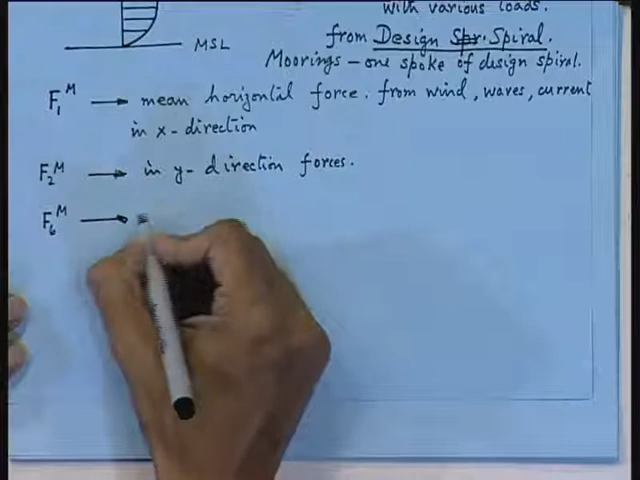 with various loads.
from Design Spr. Spiral.
MSL
Moorings – one spoke of design spiral.
F₁ᴹ → mean horizontal force. from wind, waves, current
in x - direction
F₂ᴹ → in y - direction forces.
F₆ᴹ →